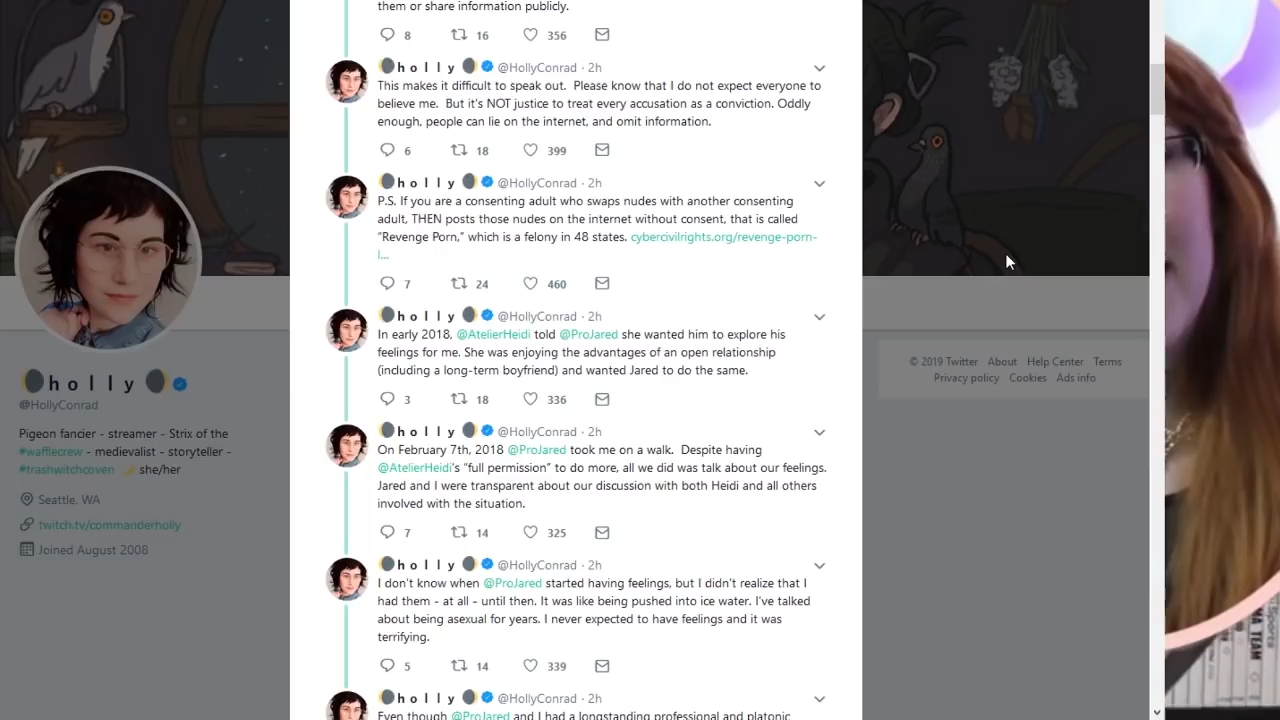 them or share information publicly.
8 16 356
h o l l y @HollyConrad · 2h
This makes it difficult to speak out. Please know that I do not expect everyone to
believe me. But it's NOT justice to treat every accusation as a conviction. Oddly
enough, people can lie on the internet, and omit information.
6 18 399
h o l l y @HollyConrad · 2h
P.S. If you are a consenting adult who swaps nudes with another consenting
adult, THEN posts those nudes on the internet without consent, that is called
"Revenge Porn," which is a felony in 48 states. cybercivilrights.org/revenge-porn-
l…
7 24 460
h o l l y @HollyConrad · 2h
In early 2018, @AtelierHeidi told @ProJared she wanted him to explore his
feelings for me. She was enjoying the advantages of an open relationship
(including a long-term boyfriend) and wanted Jared to do the same.
3 18 336
h o l l y @HollyConrad · 2h
On February 7th, 2018 @ProJared took me on a walk. Despite having
@AtelierHeidi's "full permission" to do more, all we did was talk about our feelings.
Jared and I were transparent about our discussion with both Heidi and all others
involved with the situation.
7 14 325
h o l l y @HollyConrad · 2h
I don't know when @ProJared started having feelings, but I didn't realize that I
had them - at all - until then. It was like being pushed into ice water. I've talked
about being asexual for years. I never expected to have feelings and it was
terrifying.
5 14 339
h o l l y @HollyConrad · 2h
Even though @ProJared and I had a longstanding professional and platonic
h o l l y
@HollyConrad
Pigeon fancier - streamer - Strix of the
#wafflecrew - medievalist - storyteller -
#trashwitchcoven she/her
Seattle, WA
twitch.tv/commanderholly
Joined August 2008
© 2019 Twitter About Help Center Terms
Privacy policy Cookies Ads info